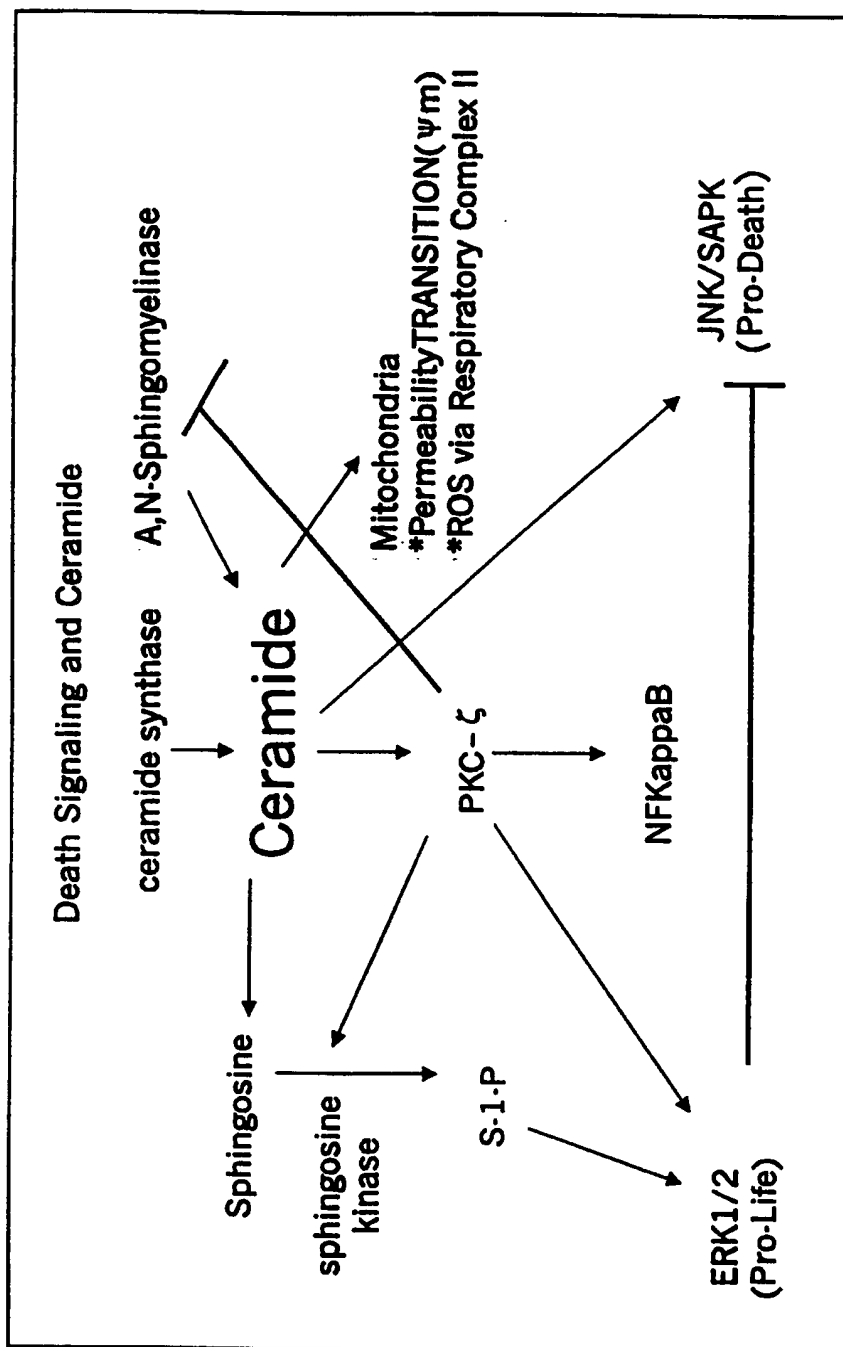 Death Signaling and Ceramide
ceramide synthase
A,N-Sphingomyelinase
Sphingosine
Ceramide
Mitochondria
*PermeabilityTRANSITION(Ψm)
*ROS via Respiratory Complex II
sphingosine
kinase
S-1-P
PKC-ζ
NFKappaB
ERK1/2
(Pro-Life)
JNK/SAPK
(Pro-Death)